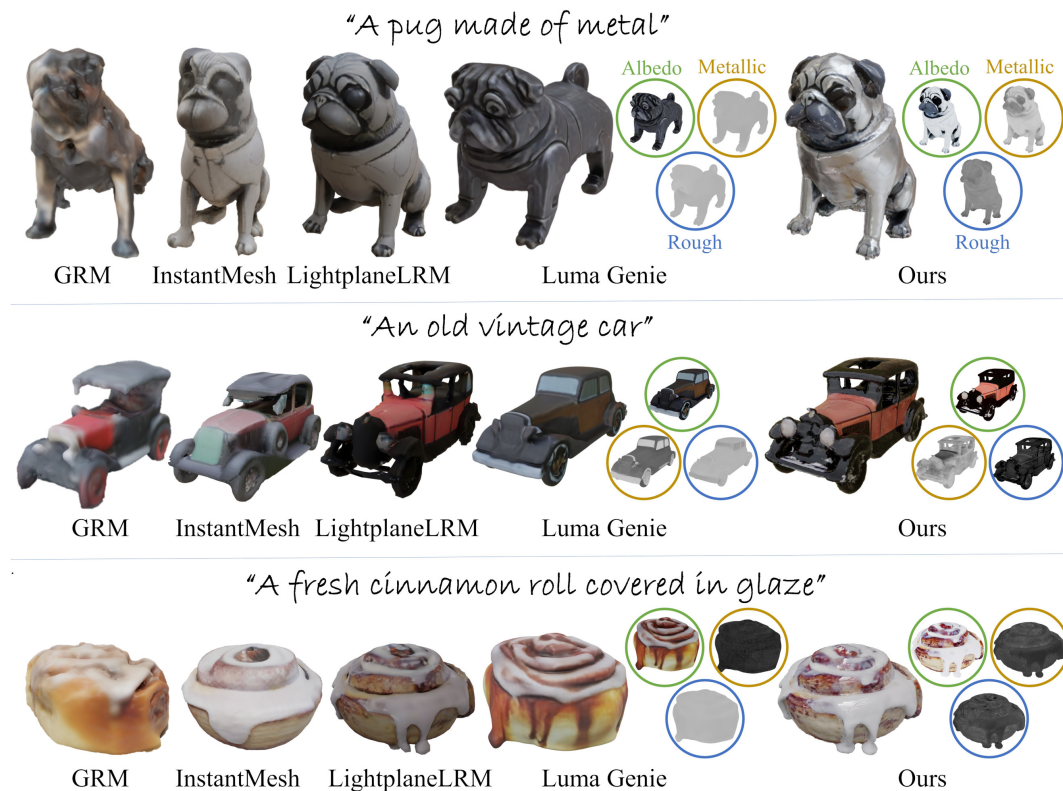 “A pug made of metal”
Albedo Metallic
Rough
Albedo Metallic
Rough
GRM InstantMesh LightplaneLRM Luma Genie Ours
“An old vintage car”
GRM InstantMesh LightplaneLRM Luma Genie Ours
“A fresh cinnamon roll covered in glaze”
GRM InstantMesh LightplaneLRM Luma Genie Ours